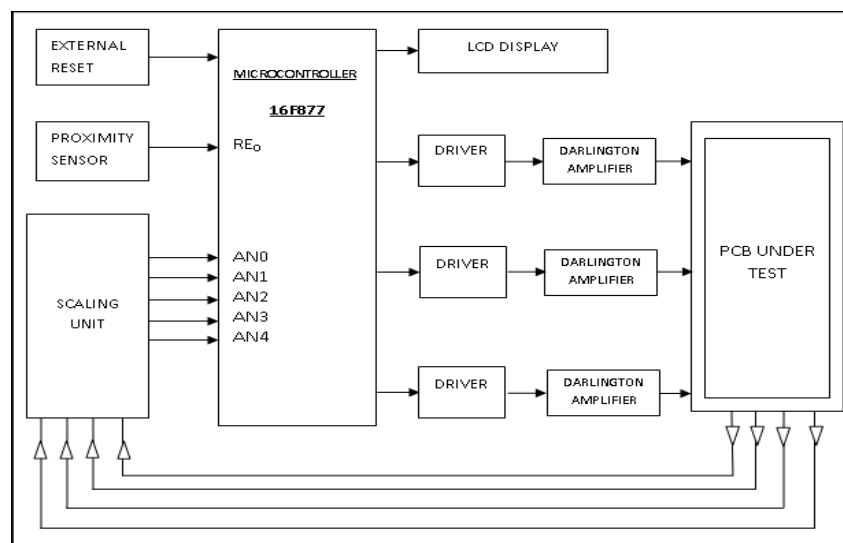 EXTERNAL
RESET
MICROCONTROLLER
16F877
LCD DISPLAY
PROXIMITY
SENSOR
RE0
DRIVER
DARLINGTON
AMPLIFIER
SCALING
UNIT
AN0
AN1
AN2
AN3
AN4
DRIVER
DARLINGTON
AMPLIFIER
PCB UNDER
TEST
DRIVER
DARLINGTON
AMPLIFIER